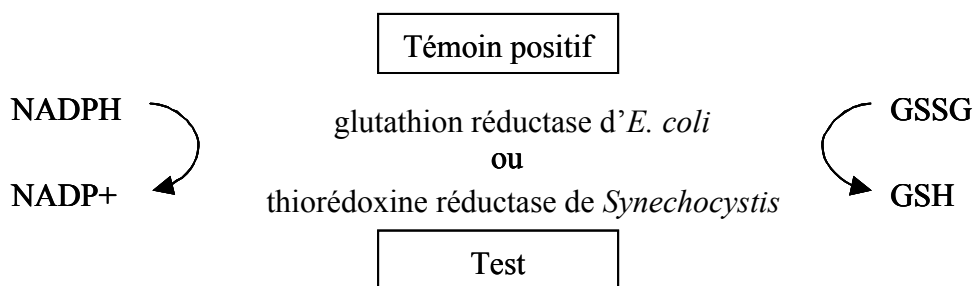 Témoin positif
NADPH
glutathion réductase d’E. coli
GSSG
ou
NADP+
thiorédoxine réductase de Synechocystis
GSH
Test